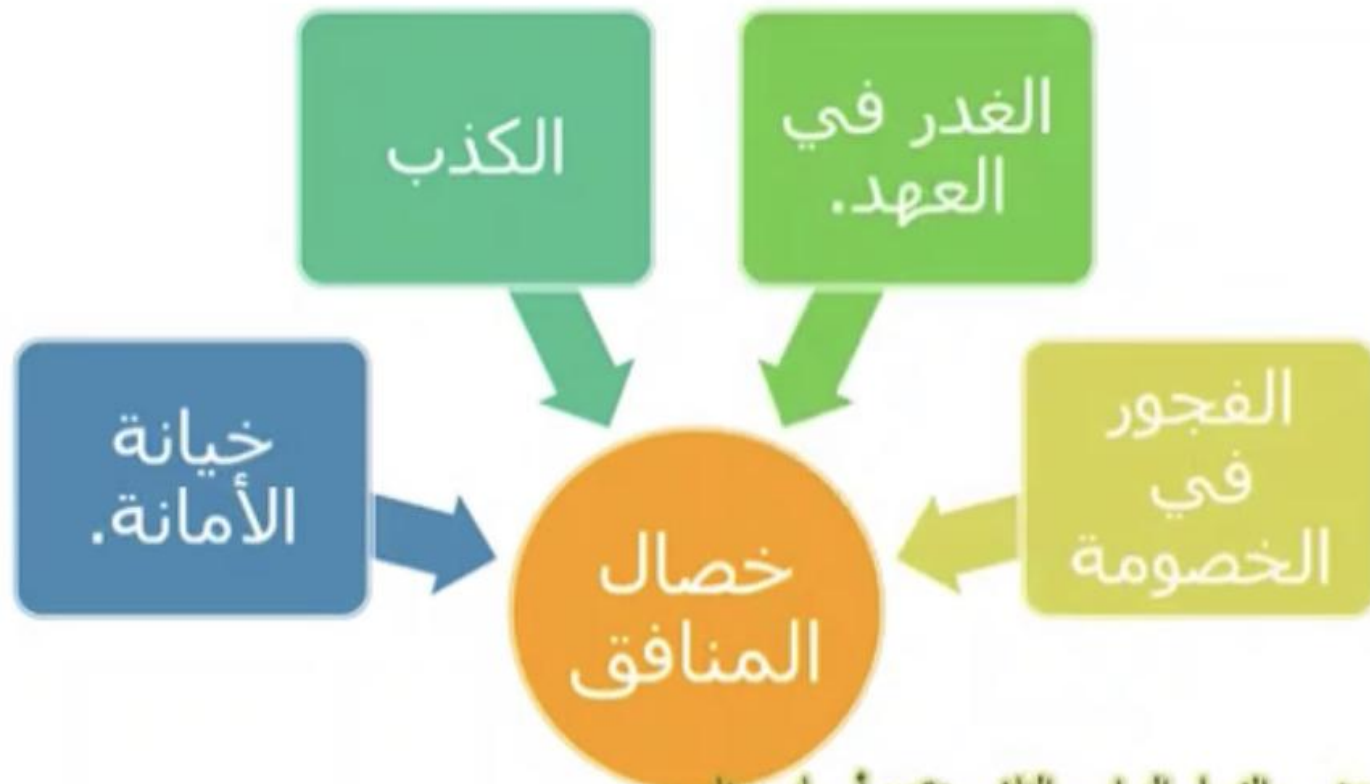 الغدر في
العهد.
الكذب
الفجور
في
الخصومة
خيانة
الأمانة.
خصال
المنافق